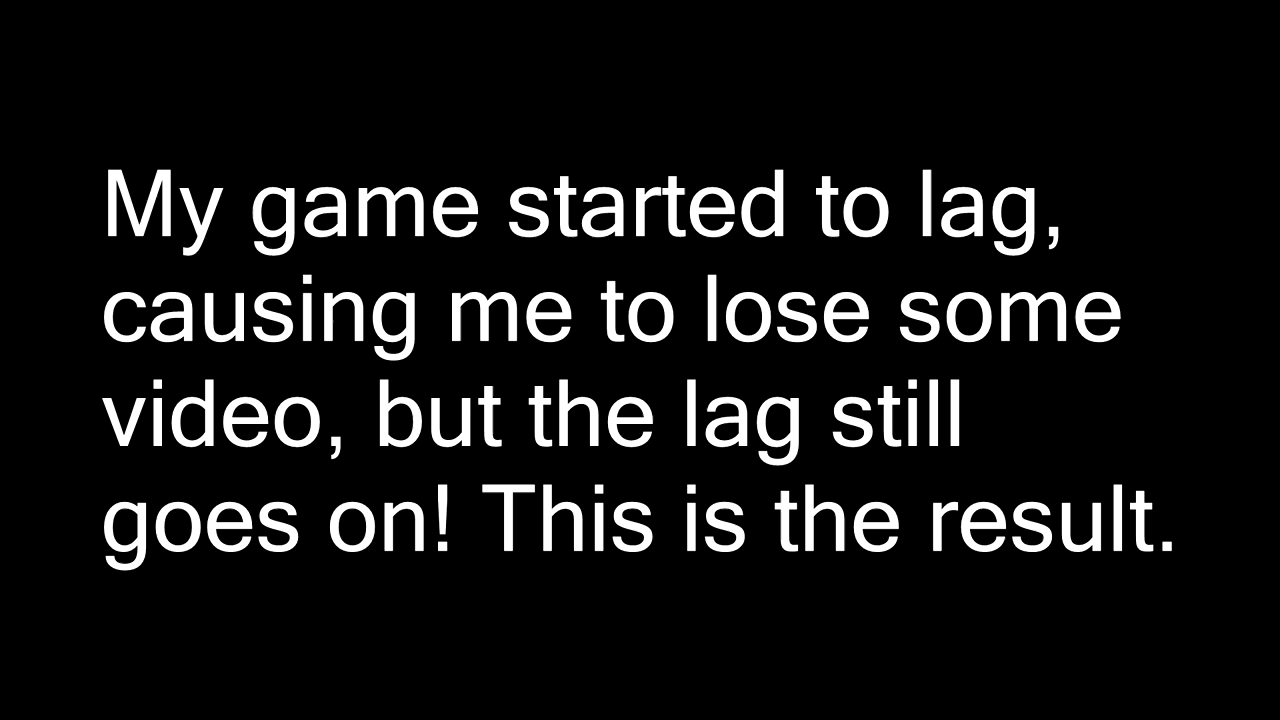 My game started to lag,
causing me to lose some
video, but the lag still
goes on! This is the result.